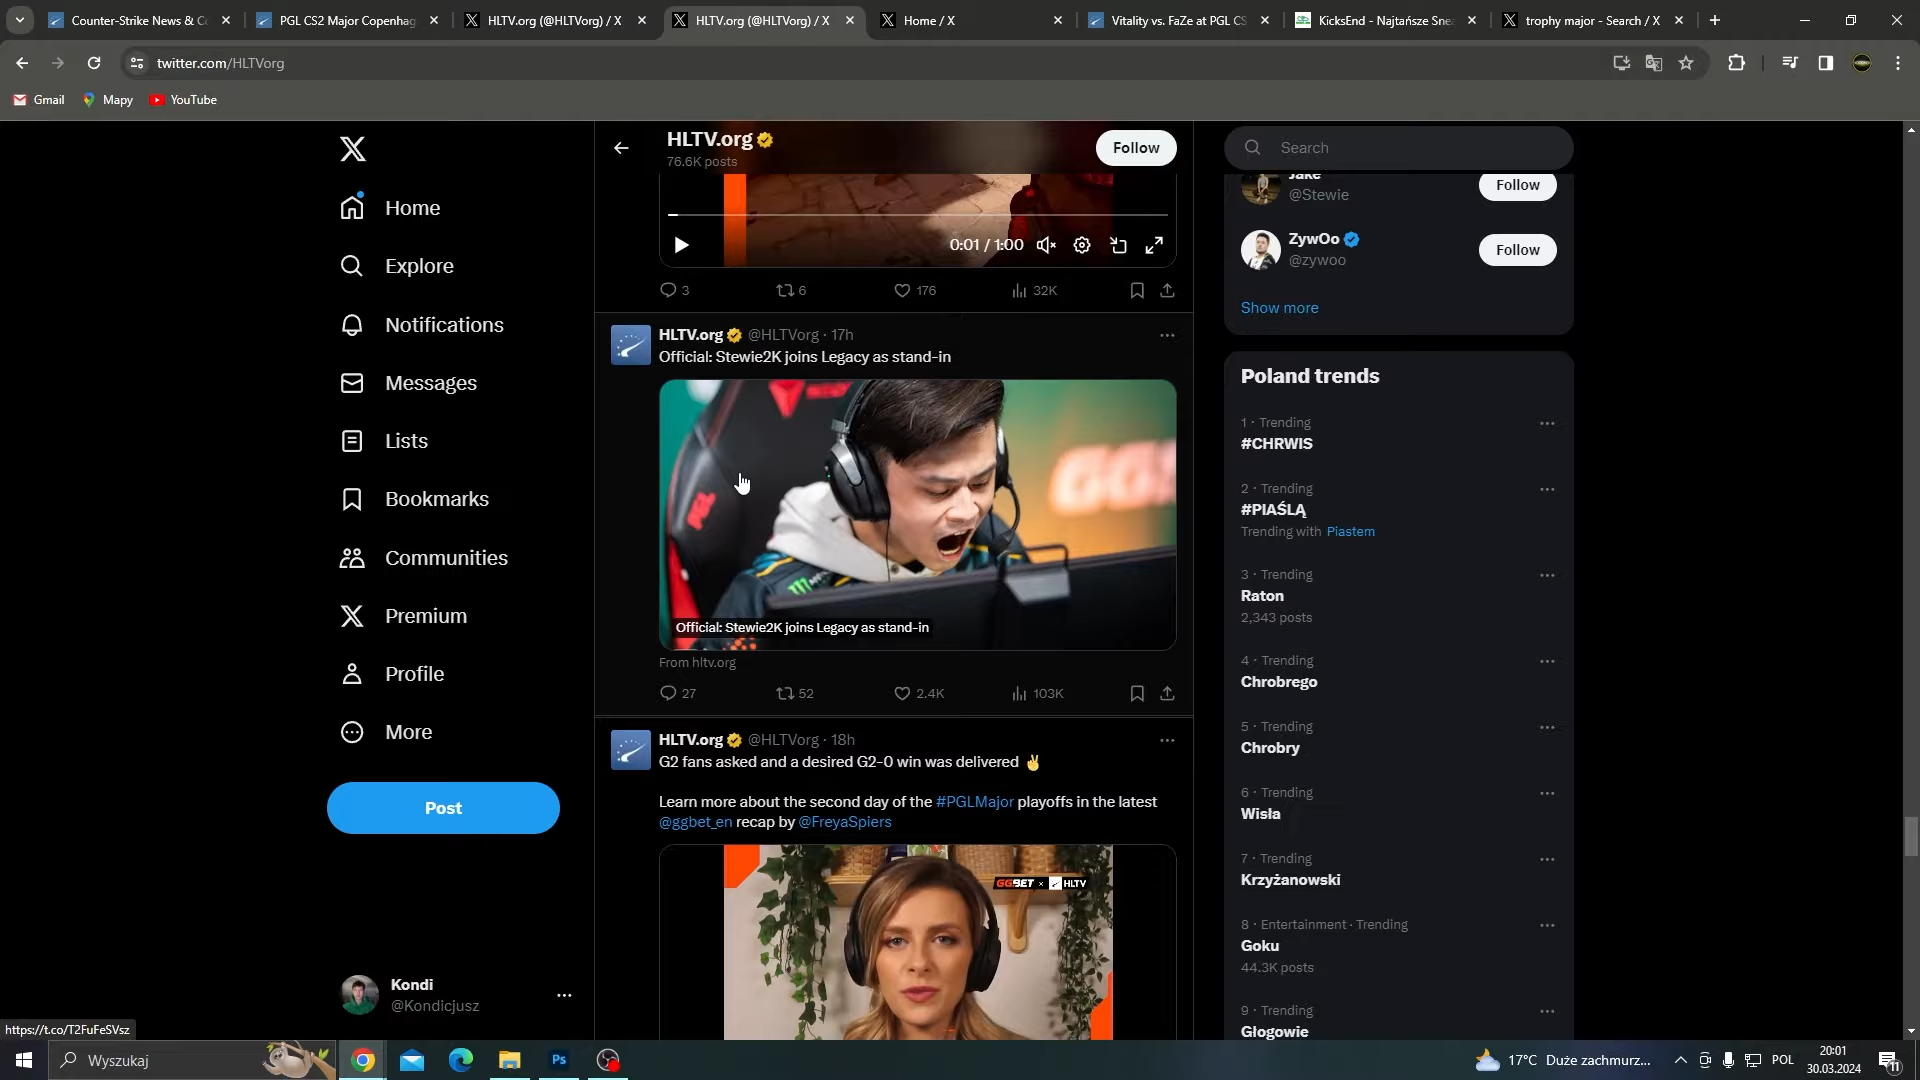 Counter-Strike News & C
PGL CS2 Major Copenhag
HLTV.org (@HLTVorg) / X
HLTV.org (@HLTVorg) / X
Home / X
Vitality vs. FaZe at PGL CS
KicksEnd - Najtańsze Sne
trophy major - Search / X
twitter.com/HLTVorg
Gmail
Mapy
YouTube
Home
Explore
Notifications
Messages
Lists
Bookmarks
Communities
Premium
Profile
More
Post
Kondi
@Kondicjusz
https://t.co/T2FuFeSVsz
HLTV.org
76.6K posts
Follow
0:01 / 1:00
3
6
176
32K
HLTV.org @HLTVorg · 17h
Official: Stewie2K joins Legacy as stand-in
PGL
Official: Stewie2K joins Legacy as stand-in
From hltv.org
27
52
2.4K
103K
HLTV.org @HLTVorg · 18h
G2 fans asked and a desired G2-0 win was delivered ✌
Learn more about the second day of the #PGLMajor playoffs in the latest
@ggbet_en recap by @FreyaSpiers
GGBET × HLTV
Search
Jake
@Stewie
Follow
ZywOo
@zywoo
Follow
Show more
Poland trends
1 · Trending
#CHRWIS
2 · Trending
#PIAŚLĄ
Trending with Piastem
3 · Trending
Raton
2,343 posts
4 · Trending
Chrobrego
5 · Trending
Chrobry
6 · Trending
Wisła
7 · Trending
Krzyżanowski
8 · Entertainment · Trending
Goku
44.3K posts
9 · Trending
Głogowie
Wyszukaj
Ps
17°C Duże zachmurz...
POL
20:01
30.03.2024
11